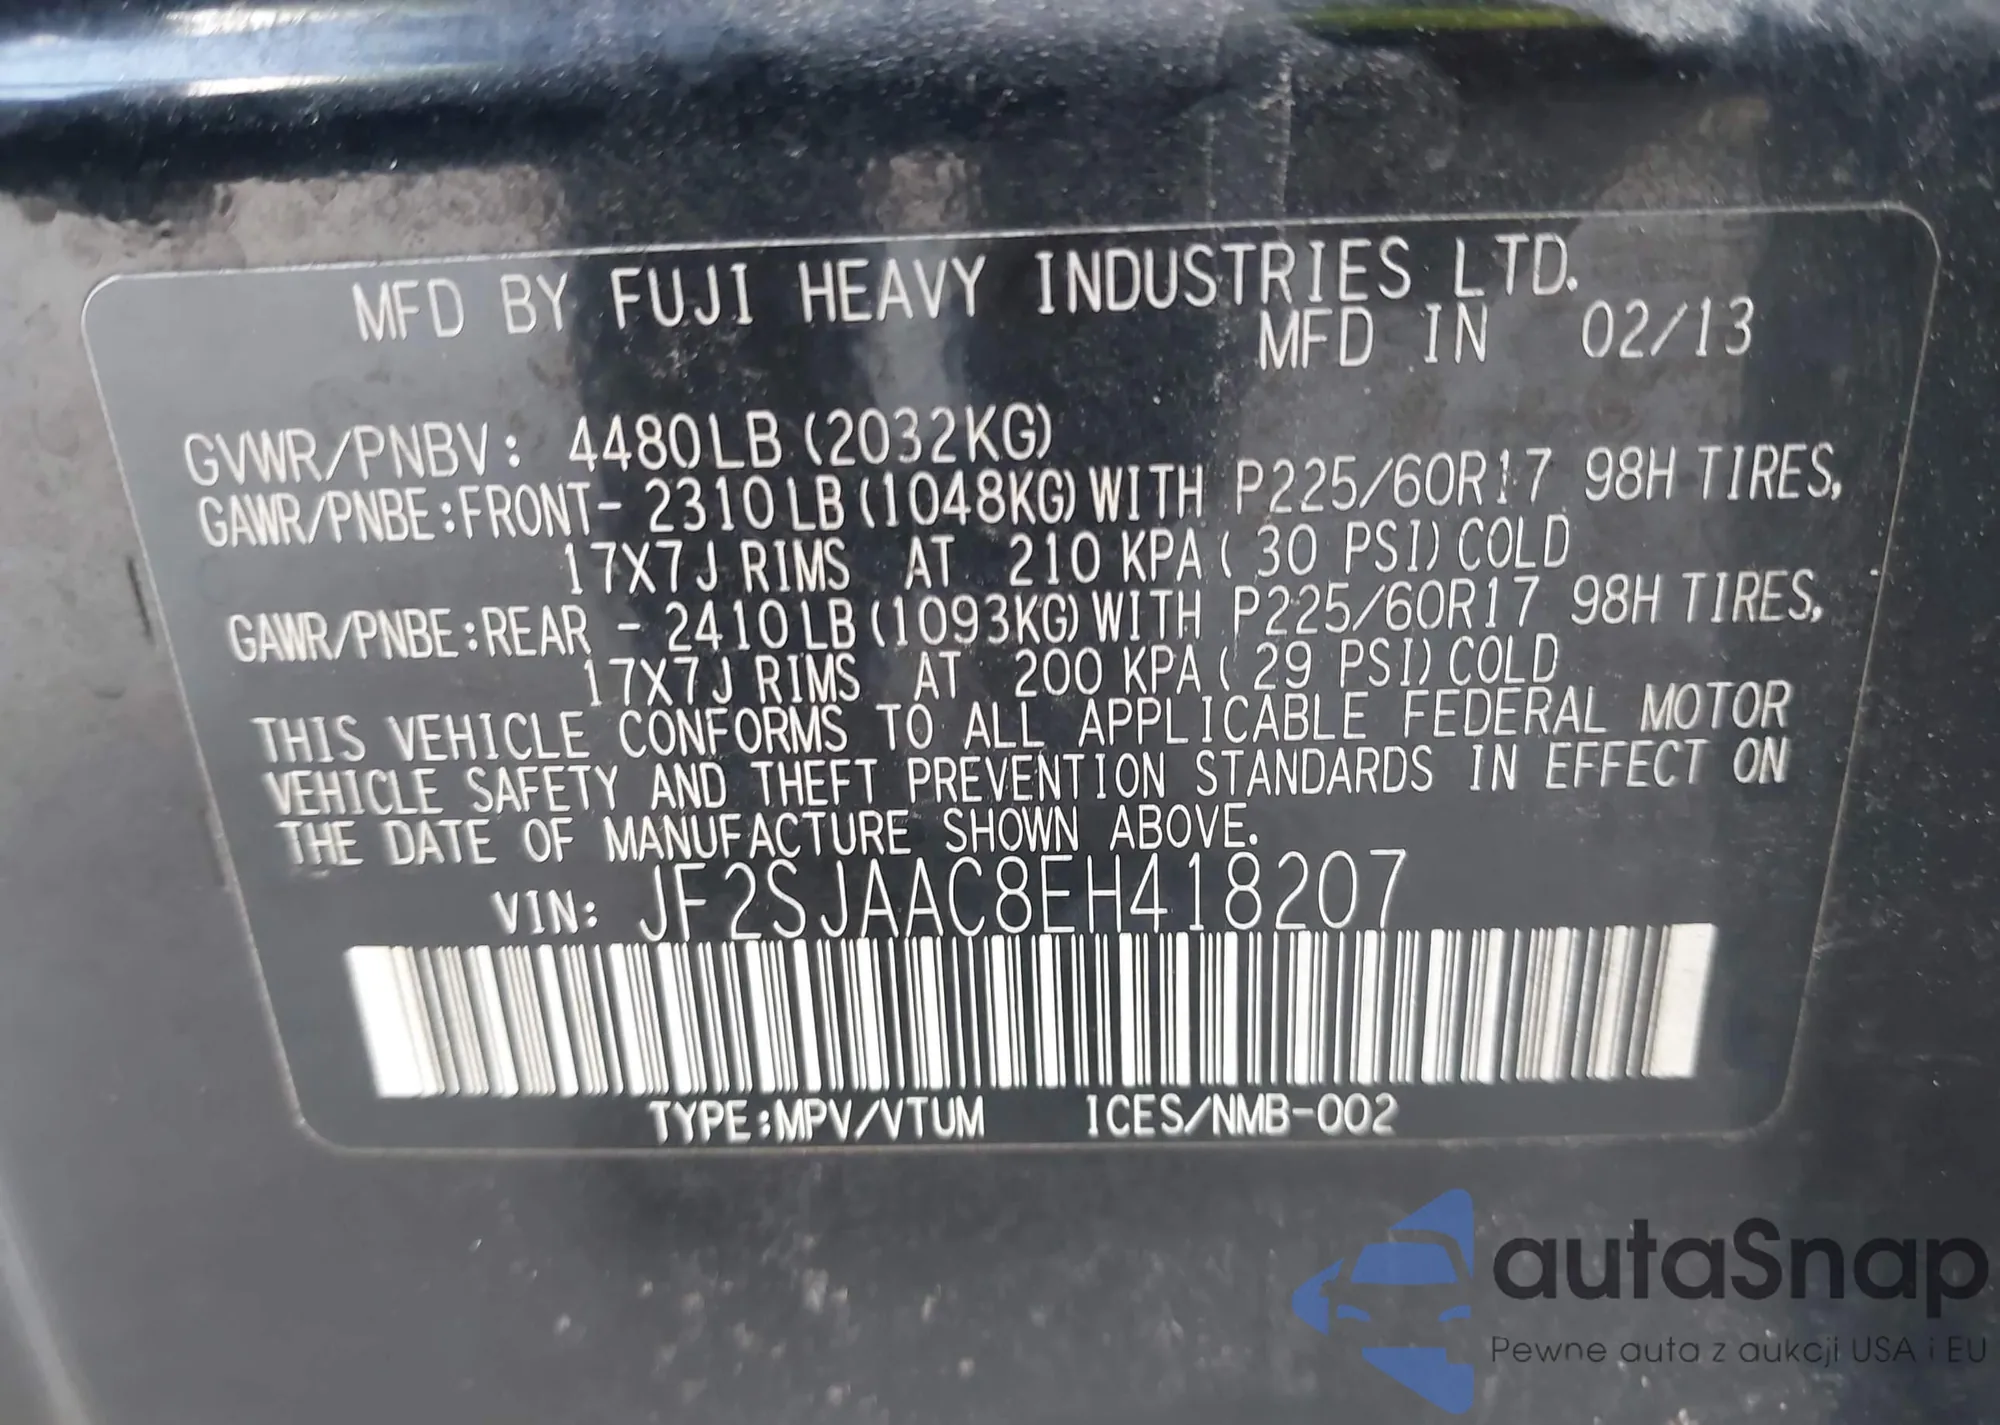 MFD BY FUJI HEAVY INDUSTRIES LTD.
MFD IN 02/13
GVWR/PNBV: 4480LB (2032KG)
GAWR/PNBE:FRONT- 2310LB(1048KG)WITH P225/60R17 98H TIRES,
17X7J RIMS AT 210 KPA( 30 PSI)COLD
GAWR/PNBE:REAR - 2410LB(1093KG)WITH P225/60R17 98H TIRES,
17X7J RIMS AT 200 KPA( 29 PSI)COLD
THIS VEHICLE CONFORMS TO ALL APPLICABLE FEDERAL MOTOR
VEHICLE SAFETY AND THEFT PREVENTION STANDARDS IN EFFECT ON
THE DATE OF MANUFACTURE SHOWN ABOVE.
VIN: JF2SJAAC8EH418207
TYPE:MPV/VTUM ICES/NMB-002
autaSnap
Pewne auta z aukcji USA i EU